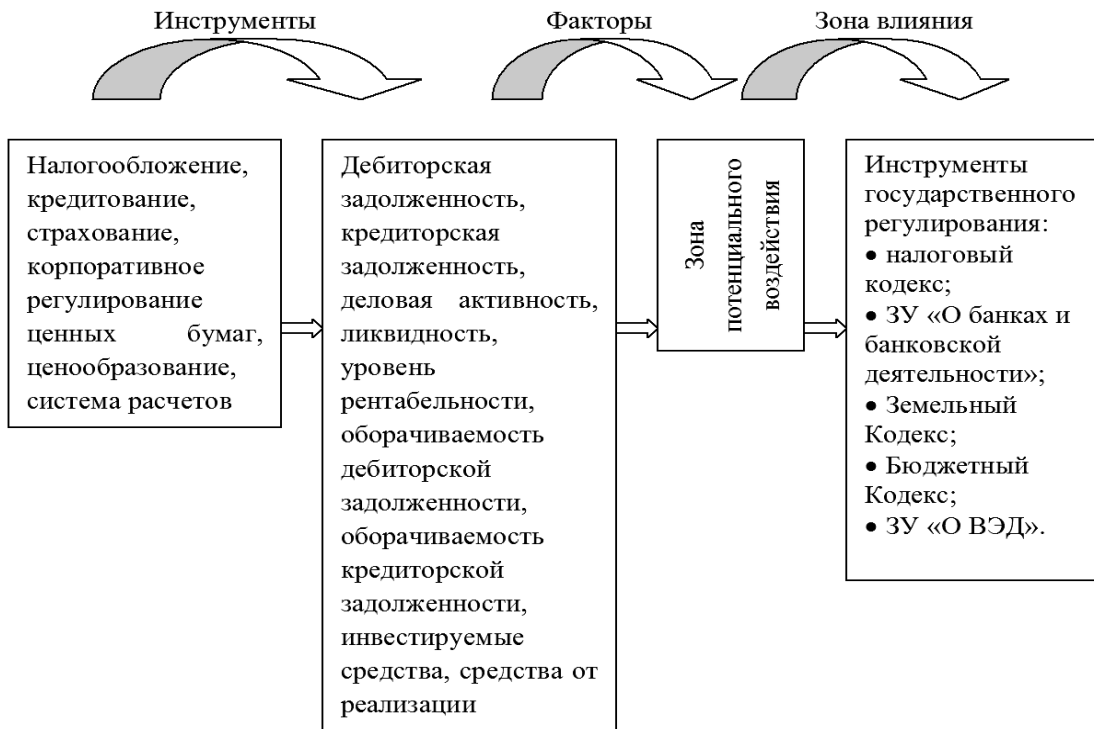 Инструменты
Факторы
Зона влияния
Налогообложение,
кредитование,
страхование,
корпоративное
регулирование
ценных бумаг,
ценообразование,
система расчетов
Дебиторская
задолженность,
кредиторская
задолженность,
деловая активность,
ликвидность,
уровень
рентабельности,
оборачиваемость
дебиторской
задолженности,
оборачиваемость
кредиторской
задолженности,
инвестируемые
средства, средства от
реализации
Зона
потенциального
воздействия
Инструменты
государственного
регулирования:
• налоговый
кодекс;
• ЗУ «О банках и
банковской
деятельности»;
• Земельный
Кодекс;
• Бюджетный
Кодекс;
• ЗУ «О ВЭД».